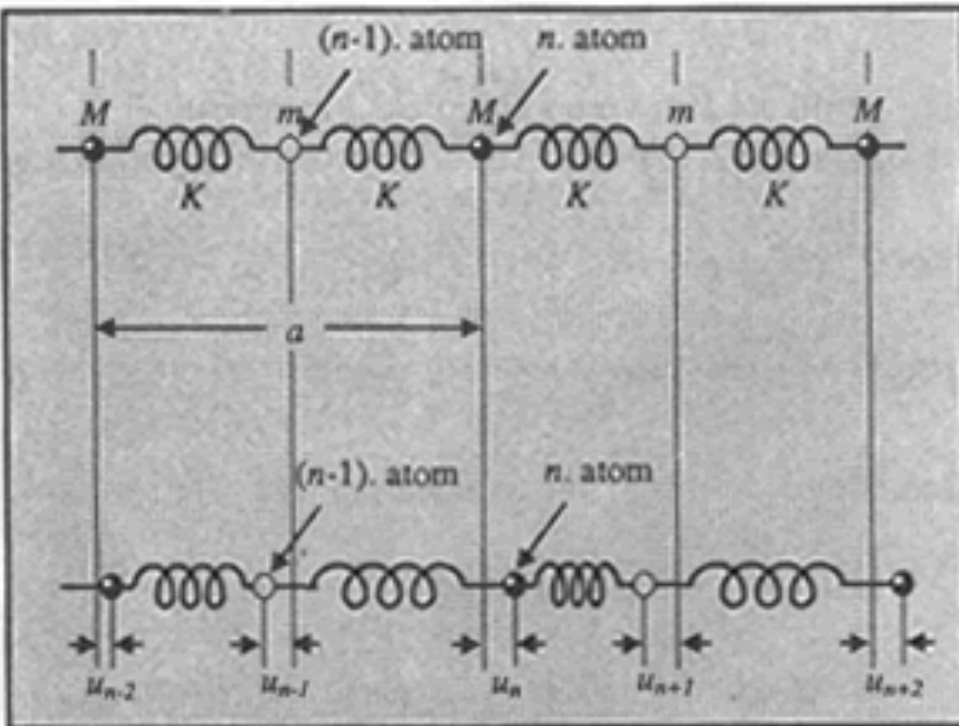 (n-1). atom n. atom
M m M m M
K K K K
a
(n-1). atom n. atom
uₙ₋₂ uₙ₋₁ uₙ uₙ₊₁ uₙ₊₂